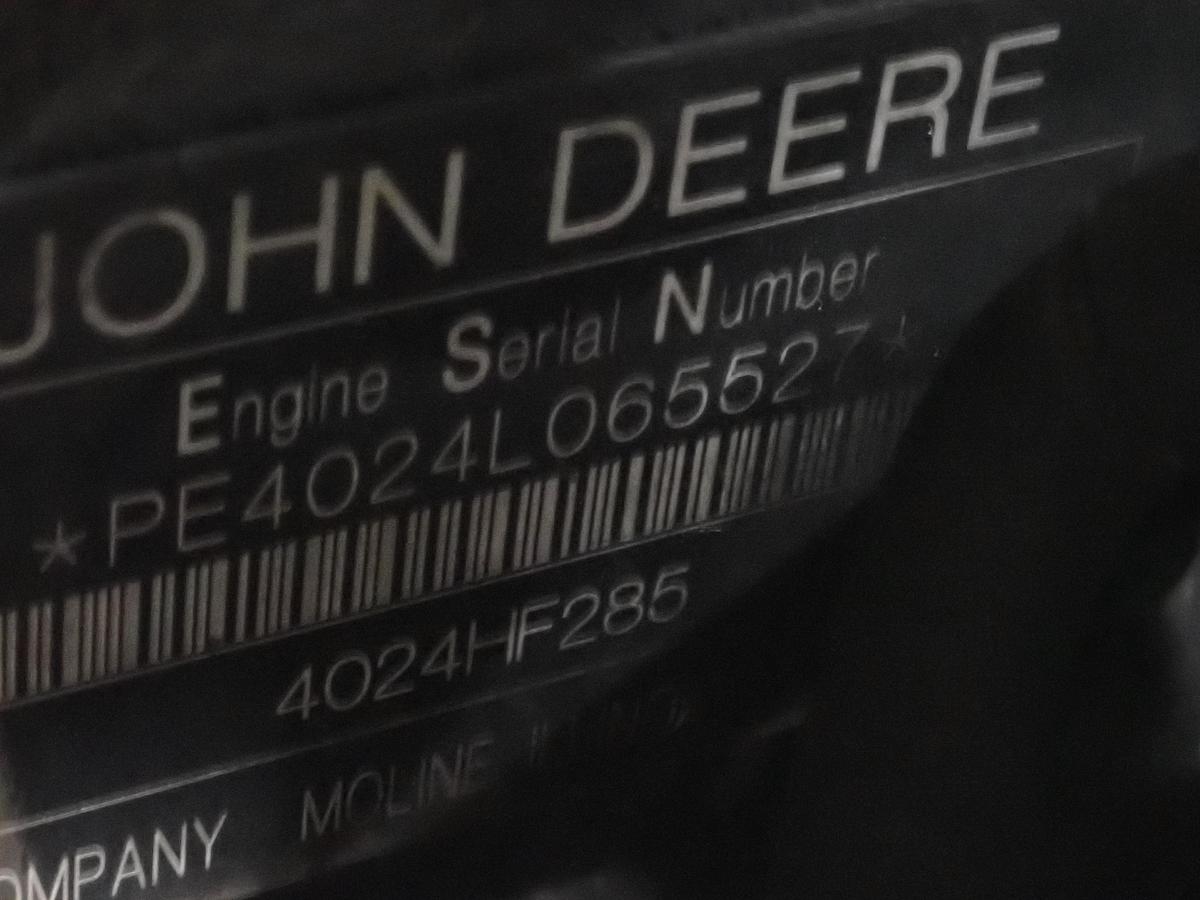 JOHN DEERE
Engine Serial Number
*PE4024L065527*
4024HF285
COMPANY MOLINE